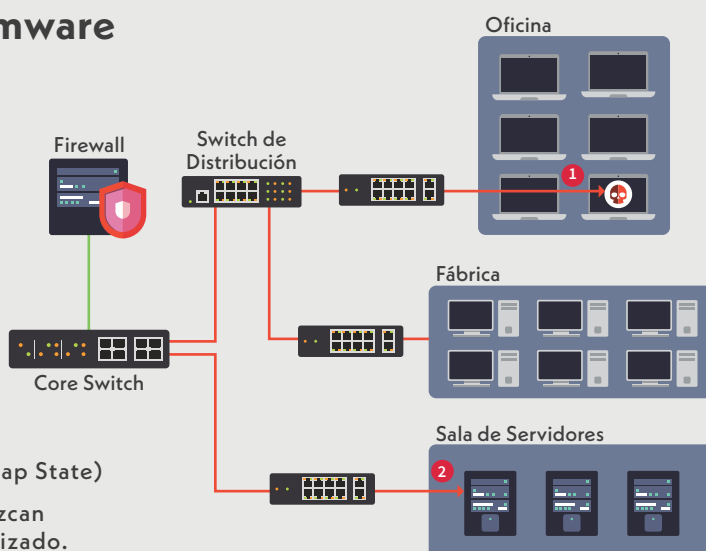 mware
Oficina
Firewall
Switch de
Distribución
1
Fábrica
Core Switch
Sala de Servidores
2
ap State)
zcan
izado.